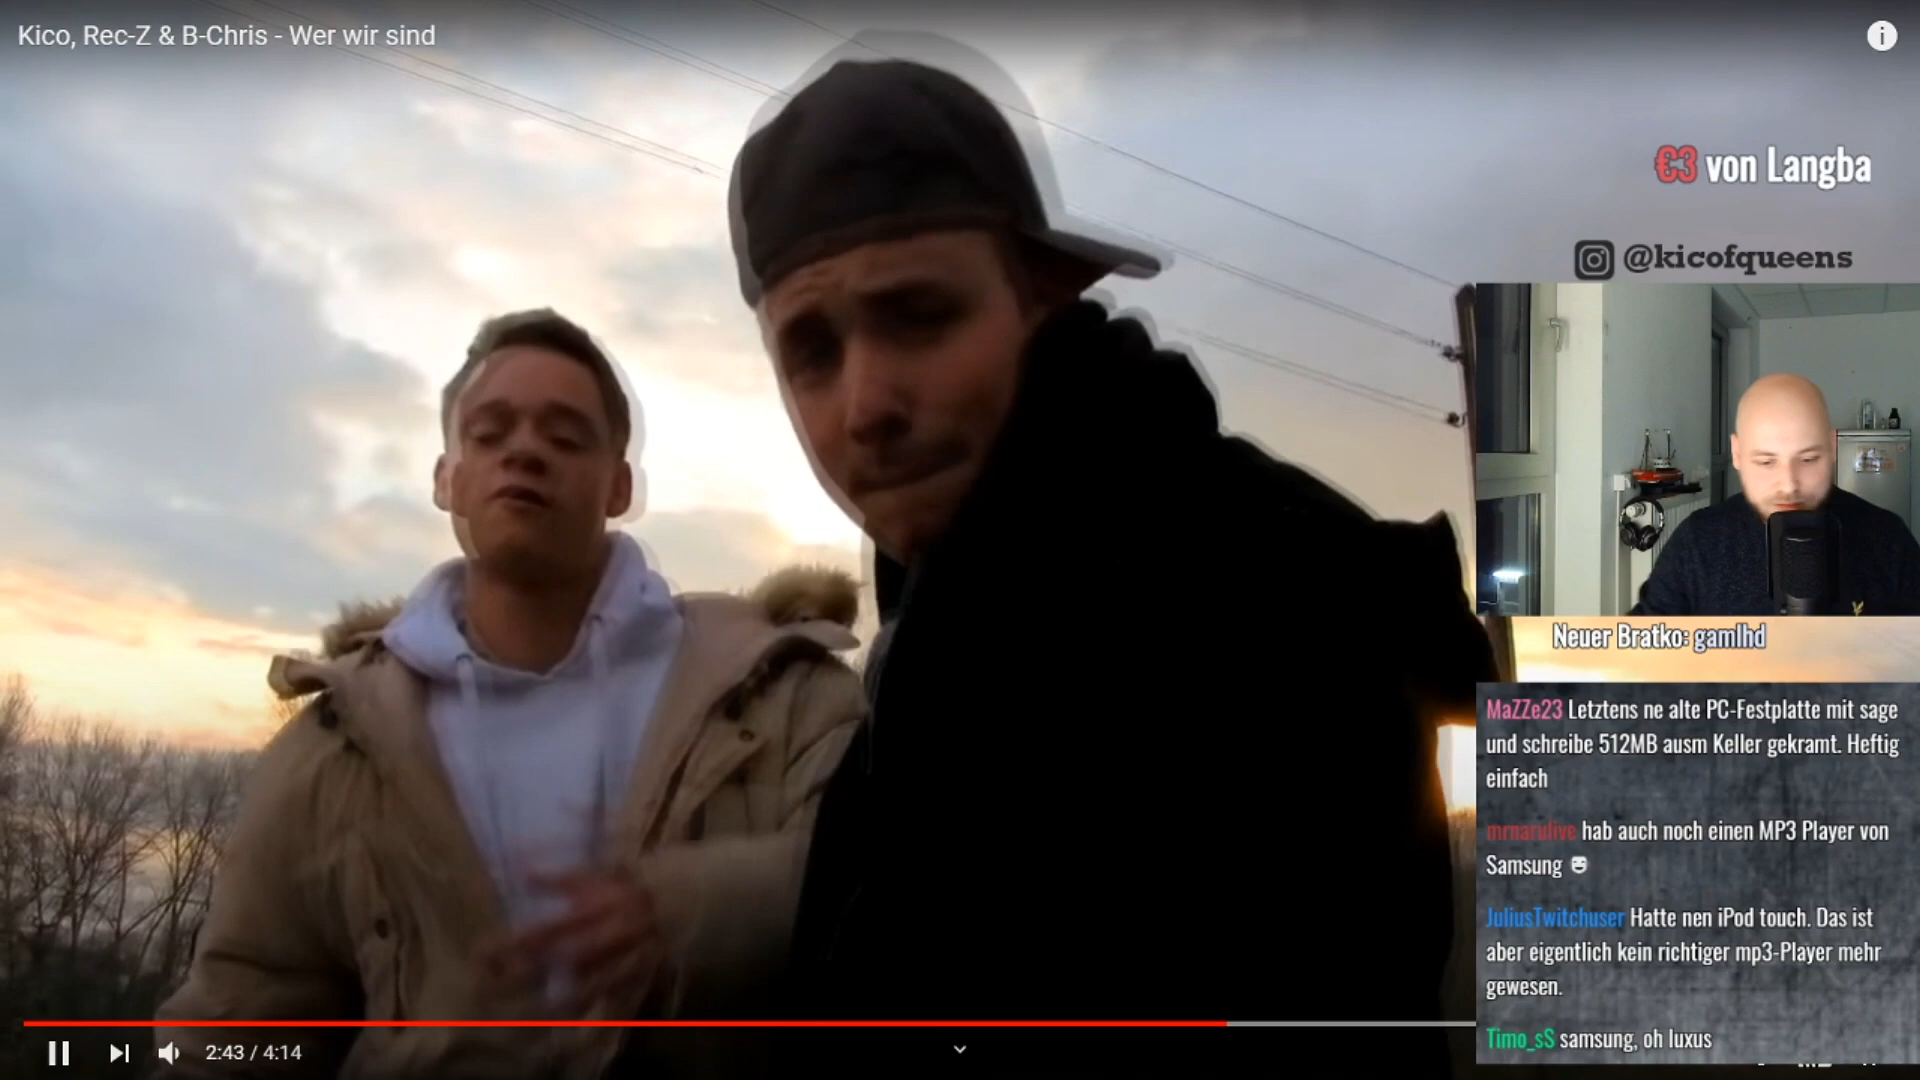 Kico, Rec-Z & B-Chris - Wer wir sind
€3 von Langba
@kicofqueens
Neuer Bratko: gamlhd
MaZZe23 Letztens ne alte PC-Festplatte mit sage
und schreibe 512MB ausm Keller gekramt. Heftig
einfach
mrnarulive hab auch noch einen MP3 Player von
Samsung
JuliusTwitchuser Hatte nen iPod touch. Das ist
aber eigentlich kein richtiger mp3-Player mehr
gewesen.
Timo_sS samsung, oh luxus
2:43 / 4:14